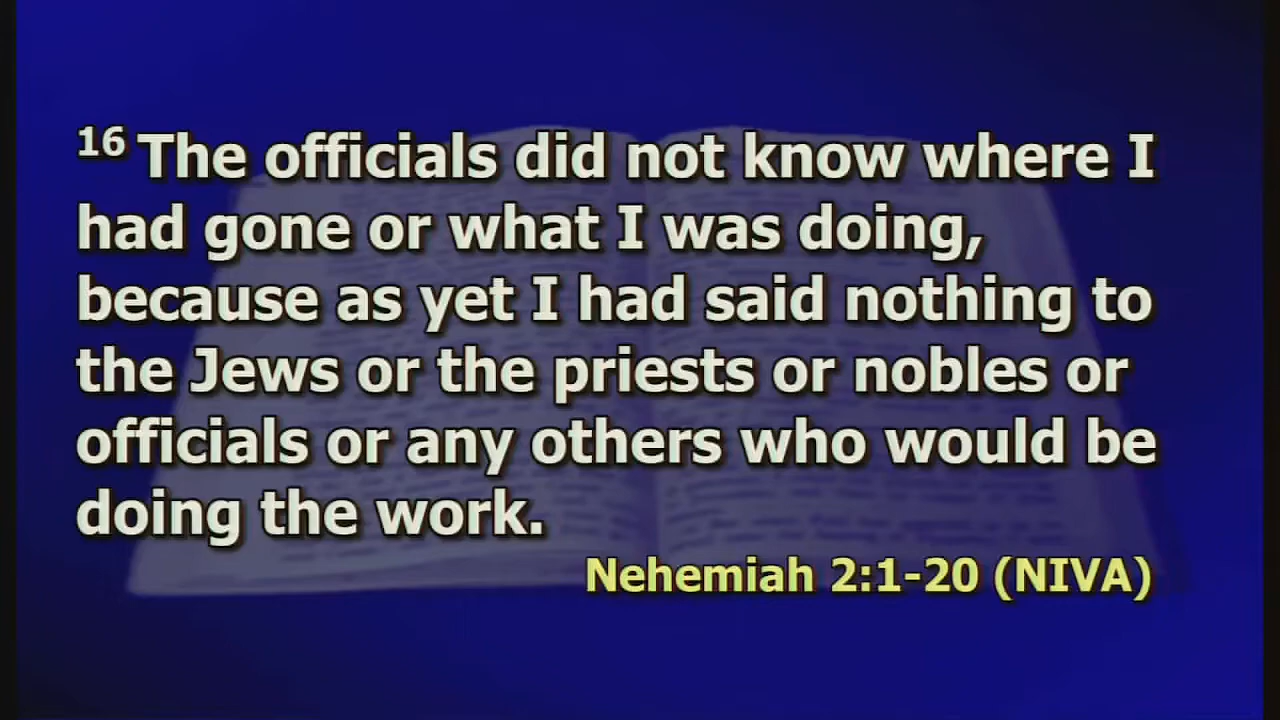 16 The officials did not know where I
had gone or what I was doing,
because as yet I had said nothing to
the Jews or the priests or nobles or
officials or any others who would be
doing the work.
Nehemiah 2:1-20 (NIVA)